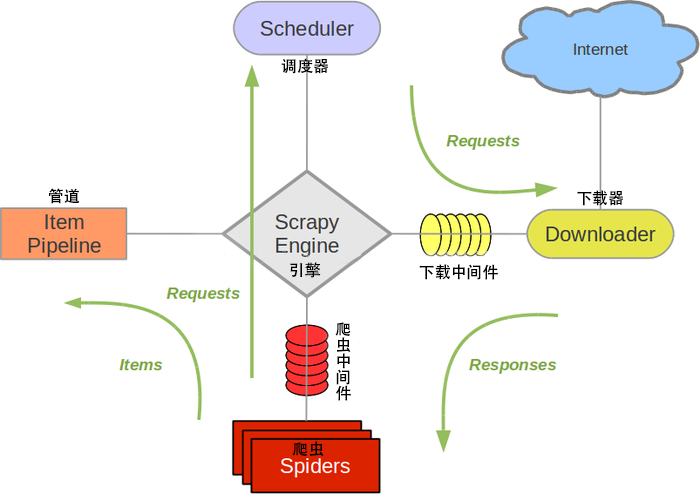 Scheduler
调度器
Internet
Requests
管道
Item
Pipeline
Scrapy
Engine
引擎
下载器
Downloader
下载中间件
Requests
Items
爬虫中间件
Responses
爬虫
Spiders